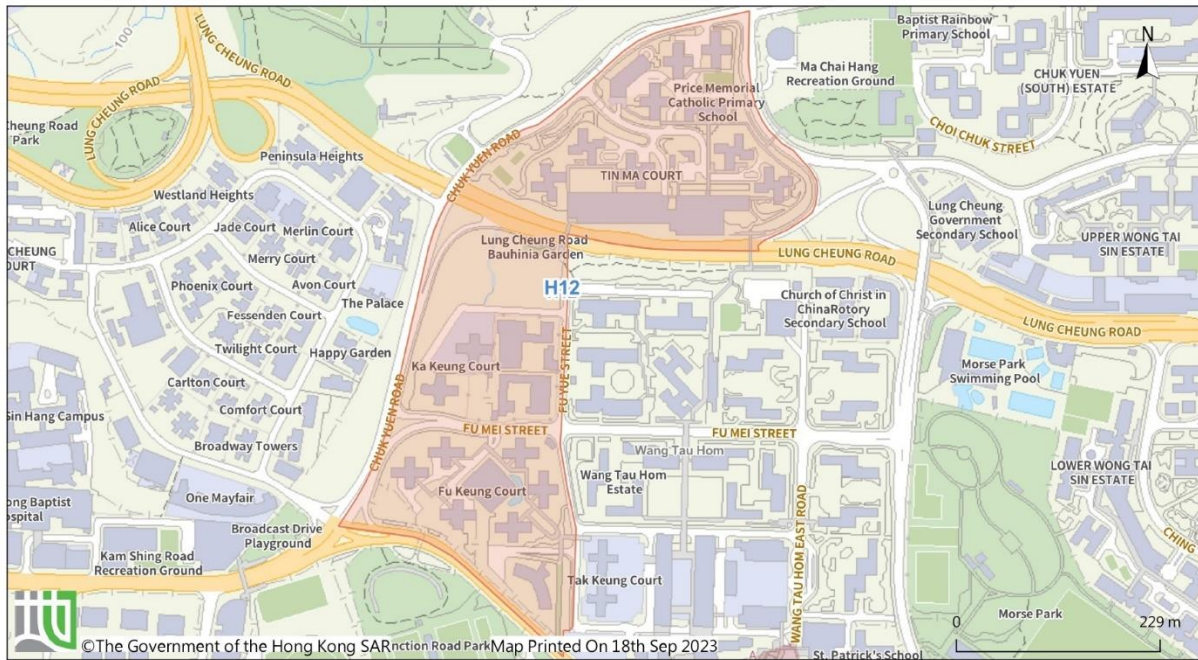 LUNG CHEUNG ROAD
LUNG CHEUNG ROAD
100
Cheung Road
Park
LUNG CHEUNG ROAD
Peninsula Heights
Westland Heights
Alice Court
Jade Court
Merlin Court
CHEUNG
COURT
Merry Court
Phoenix Court
Avon Court
The Palace
Fessenden Court
Twilight Court
Happy Garden
Carlton Court
Comfort Court
Sin Hang Campus
Broadway Towers
One Mayfair
ong Baptist
ospital
Broadcast Drive
Playground
Kam Shing Road
Recreation Ground
CHUK YUEN ROAD
CHUK YUEN ROAD
Price Memorial
Catholic Primary
School
TIN MA COURT
Lung Cheung Road
Bauhinia Garden
H12
Ka Keung Court
FU YUE STREET
FU MEI STREET
Fu Keung Court
Baptist Rainbow
Primary School
N
Ma Chai Hang
Recreation Ground
CHUK YUEN
(SOUTH) ESTATE
CHOI CHUK STREET
Lung Cheung
Government
Secondary School
UPPER WONG TAI
SIN ESTATE
LUNG CHEUNG ROAD
Church of Christ in
ChinaRotory
Secondary School
LUNG CHEUNG ROAD
Morse Park
Swimming Pool
FU MEI STREET
Wang Tau Hom
Wang Tau Hom
Estate
LOWER WONG TAI
SIN ESTATE
CHING
WANG TAU HOM EAST ROAD
Tak Keung Court
Morse Park
0 229 m
St. Patrick's School
©The Government of the Hong Kong SAR
nction Road Park
Map Printed On 18th Sep 2023